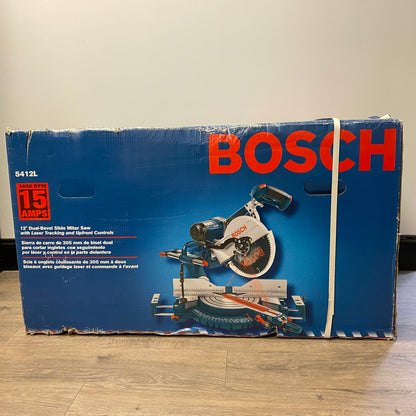 BOSCH
5412L
3800 RPM
15
AMPS
12" Dual-Bevel Slide Miter Saw
with Laser Tracking and Upfront Controls
Sierra de carro de 305 mm de bisel dual
para cortar ingletes con seguimiento
por láser y control en la parte delantera
Scie à onglets coulissante de 305 mm à deux
biseaux avec guidage laser et commande à l'avant
BOSCH